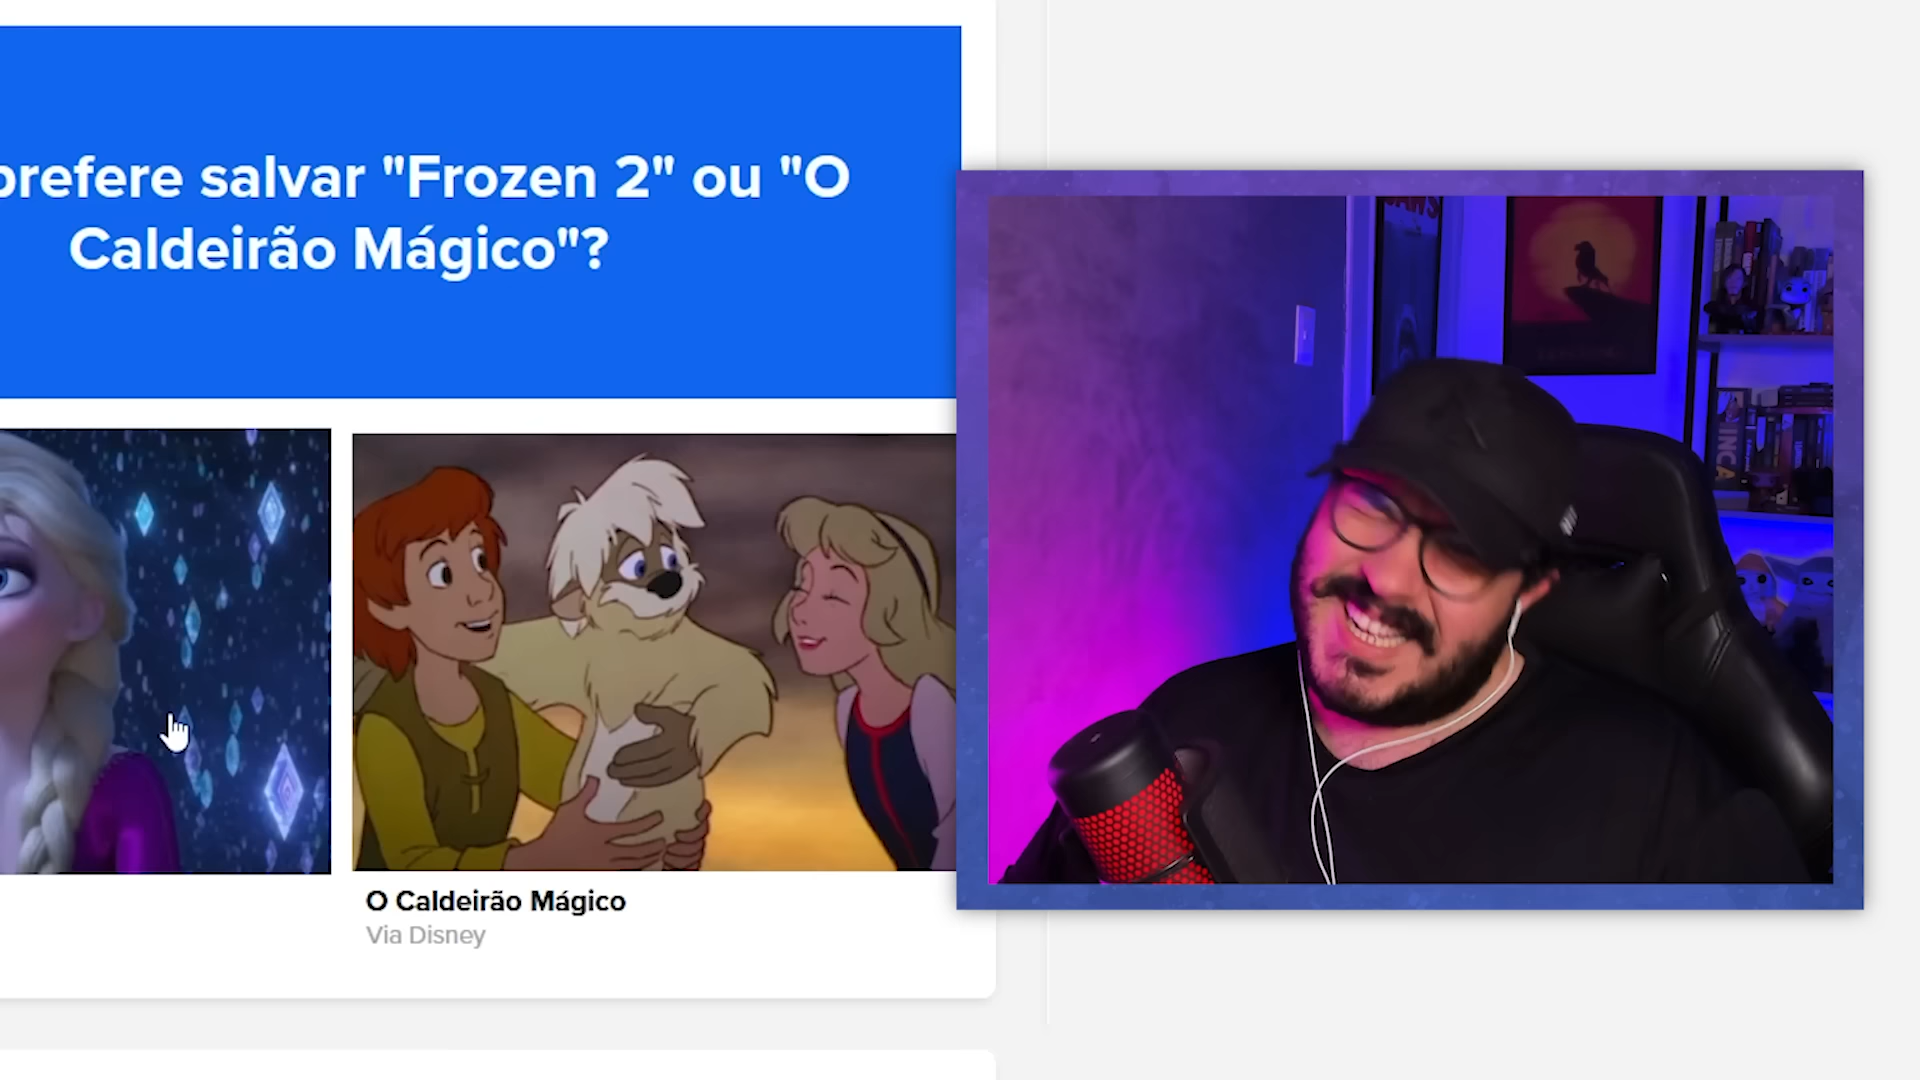 prefere salvar "Frozen 2" ou "O
Caldeirão Mágico"?
O Caldeirão Mágico
Via Disney